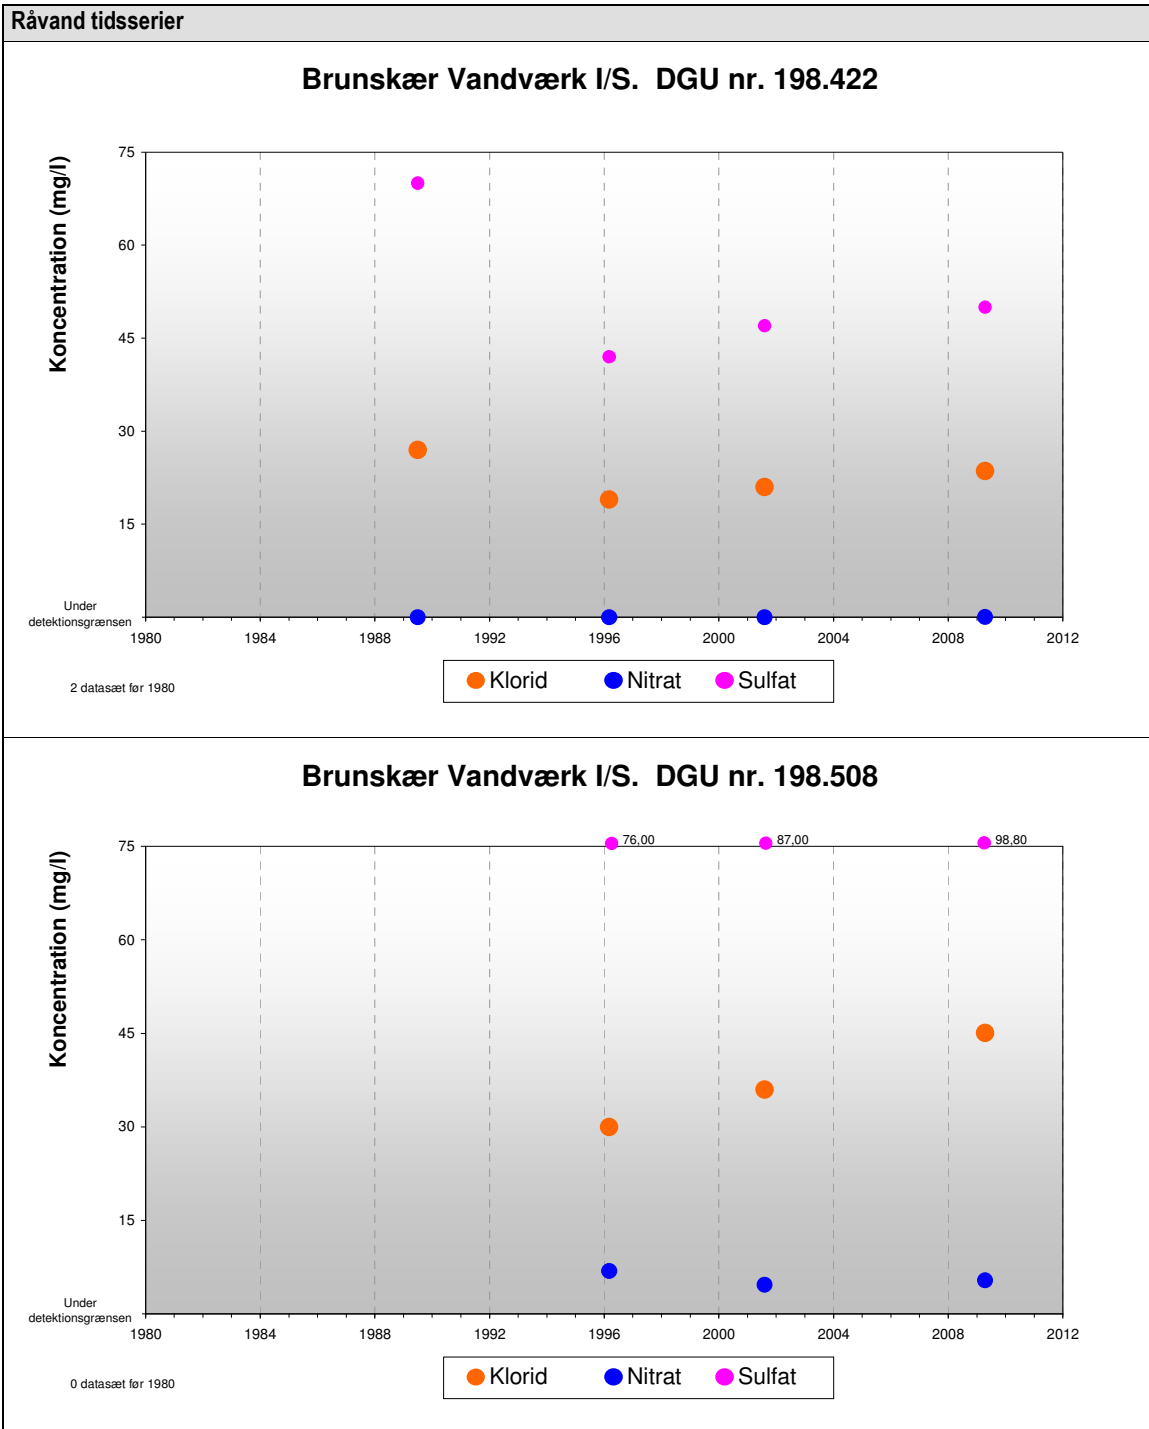 Råvand tidsserier
Brunskær Vandværk I/S.  DGU nr. 198.422
Koncentration (mg/l)
75
60
45
30
15
Under
detektionsgrænsen
1980 1984 1988 1992 1996 2000 2004 2008 2012
2 datasæt før 1980
Klorid Nitrat Sulfat
Brunskær Vandværk I/S.  DGU nr. 198.508
Koncentration (mg/l)
76,00 87,00 98,80
75
60
45
30
15
Under
detektionsgrænsen
1980 1984 1988 1992 1996 2000 2004 2008 2012
0 datasæt før 1980
Klorid Nitrat Sulfat